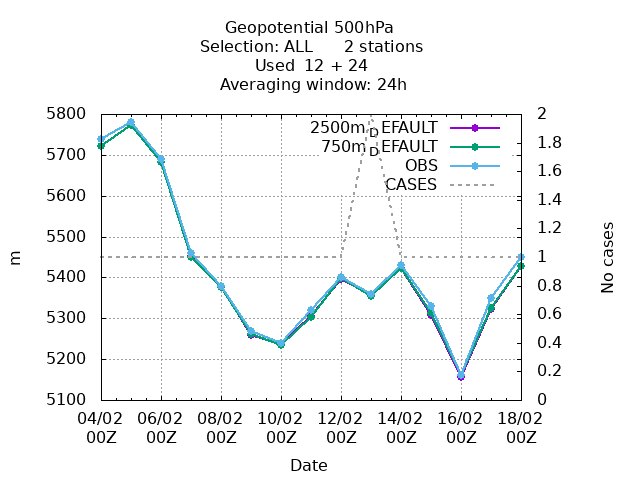 Geopotential 500hPa
Selection: ALL 2 stations
Used 12 + 24
Averaging window: 24h
5800
5700
5600
5500
5400
5300
5200
5100
m
2500m_DEFAULT
750m_DEFAULT
OBS
CASES
2
1.8
1.6
1.4
1.2
1
0.8
0.6
0.4
0.2
0
No cases
04/02 06/02 08/02 10/02 12/02 14/02 16/02 18/02
00Z 00Z 00Z 00Z 00Z 00Z 00Z 00Z
Date